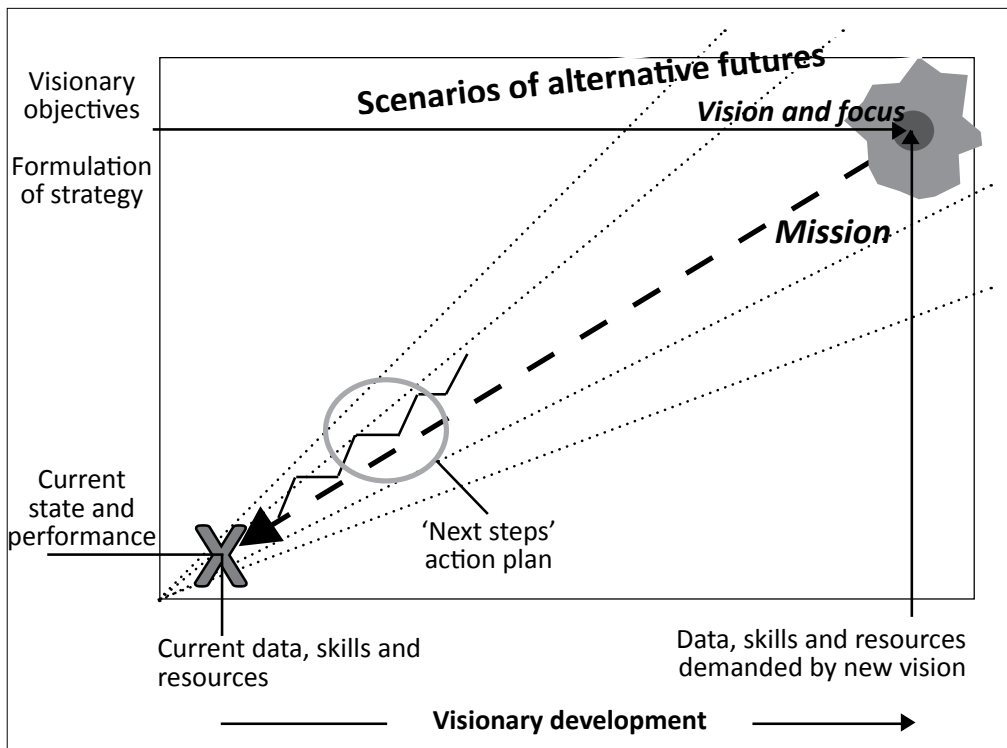 Scenarios of alternative futures
Visionary
objectives
Vision and focus
Formulation
of strategy
Mission
Current
state and
performance
X
‘Next steps’
action plan
Current data, skills and
resources
Data, skills and resources
demanded by new vision
Visionary development